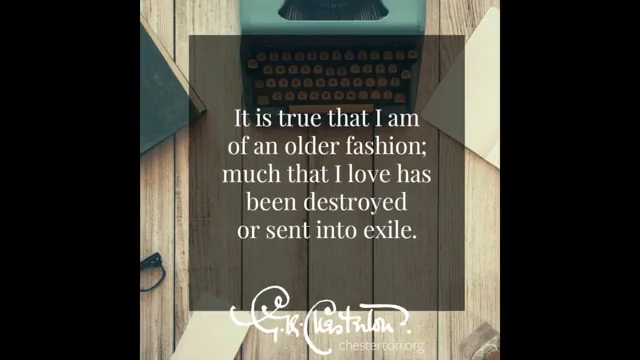 It is true that I am
of an older fashion;
much that I love has
been destroyed
or sent into exile.
G.K. Chesterton.
chesterton.org